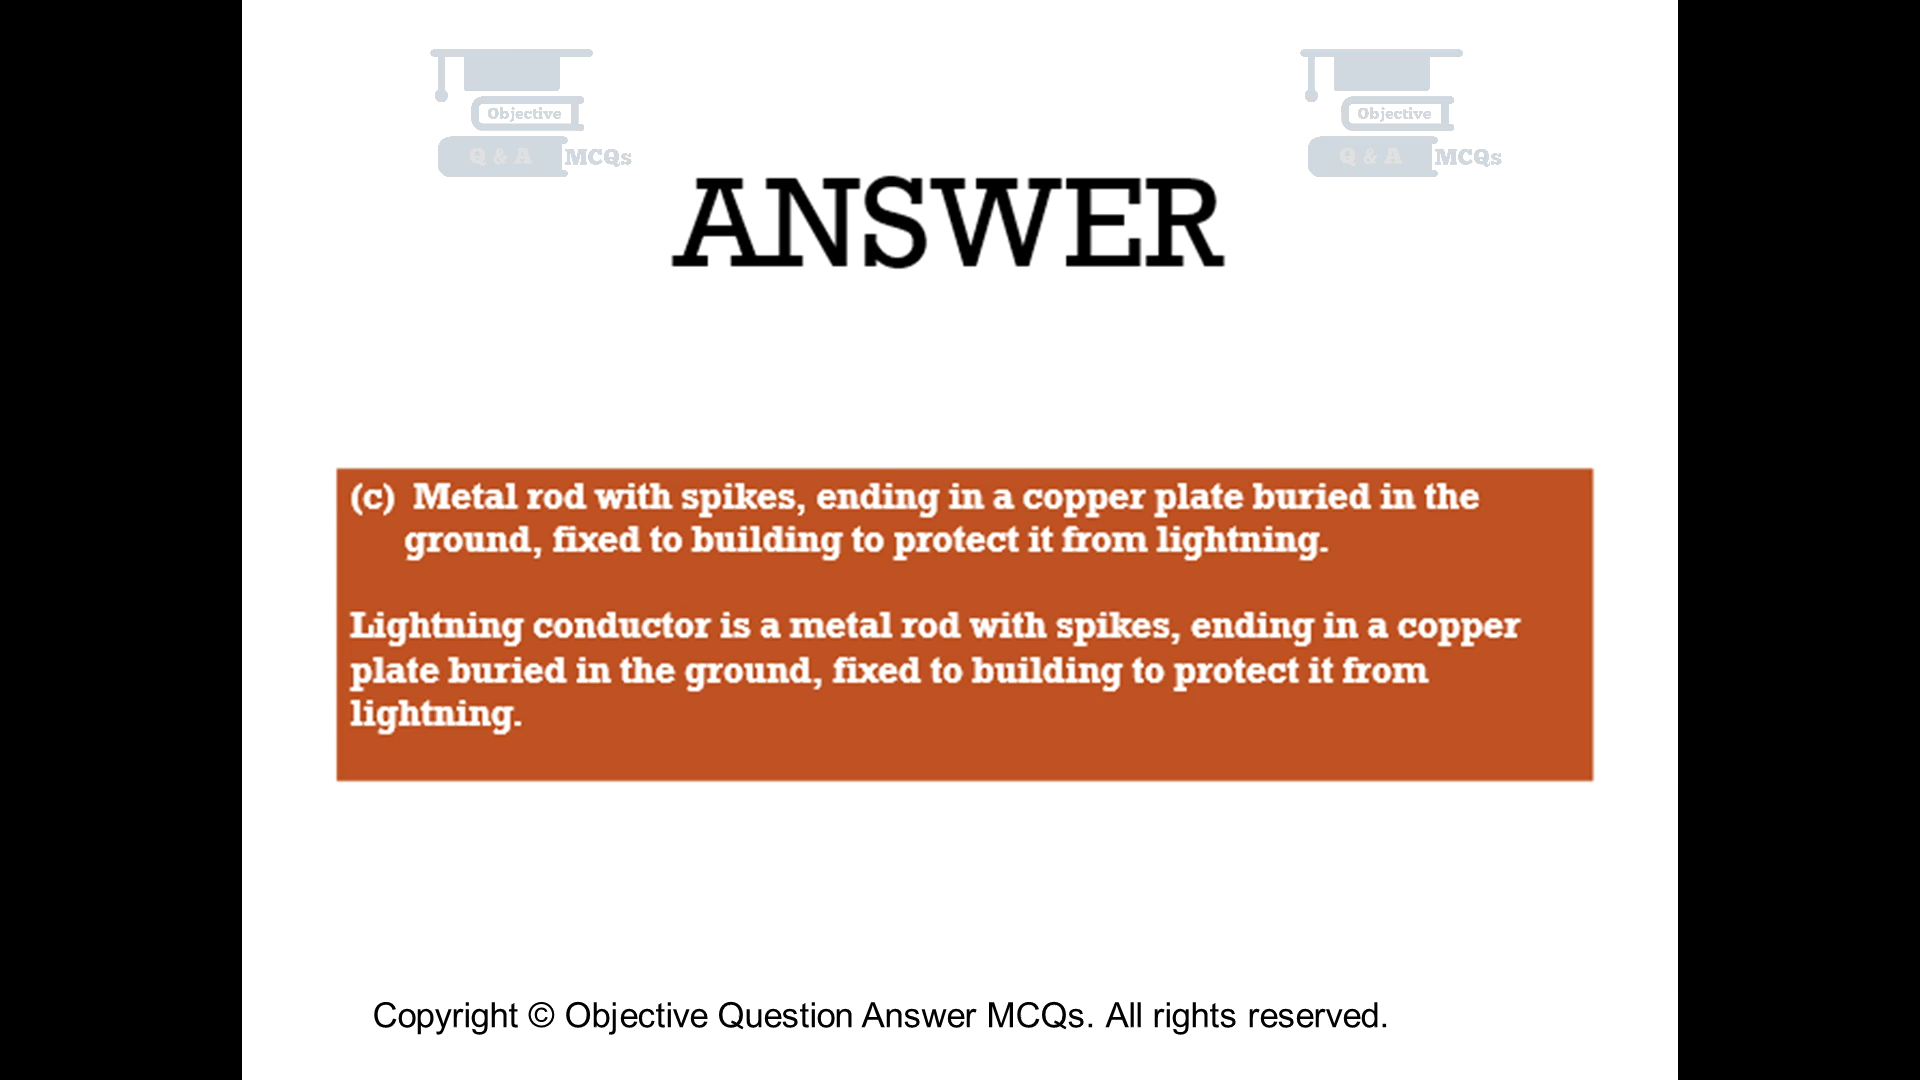 Objective
Q & A MCQs
Objective
Q & A MCQs
ANSWER
(c) Metal rod with spikes, ending in a copper plate buried in the
ground, fixed to building to protect it from lightning.
Lightning conductor is a metal rod with spikes, ending in a copper
plate buried in the ground, fixed to building to protect it from
lightning.
Copyright © Objective Question Answer MCQs. All rights reserved.